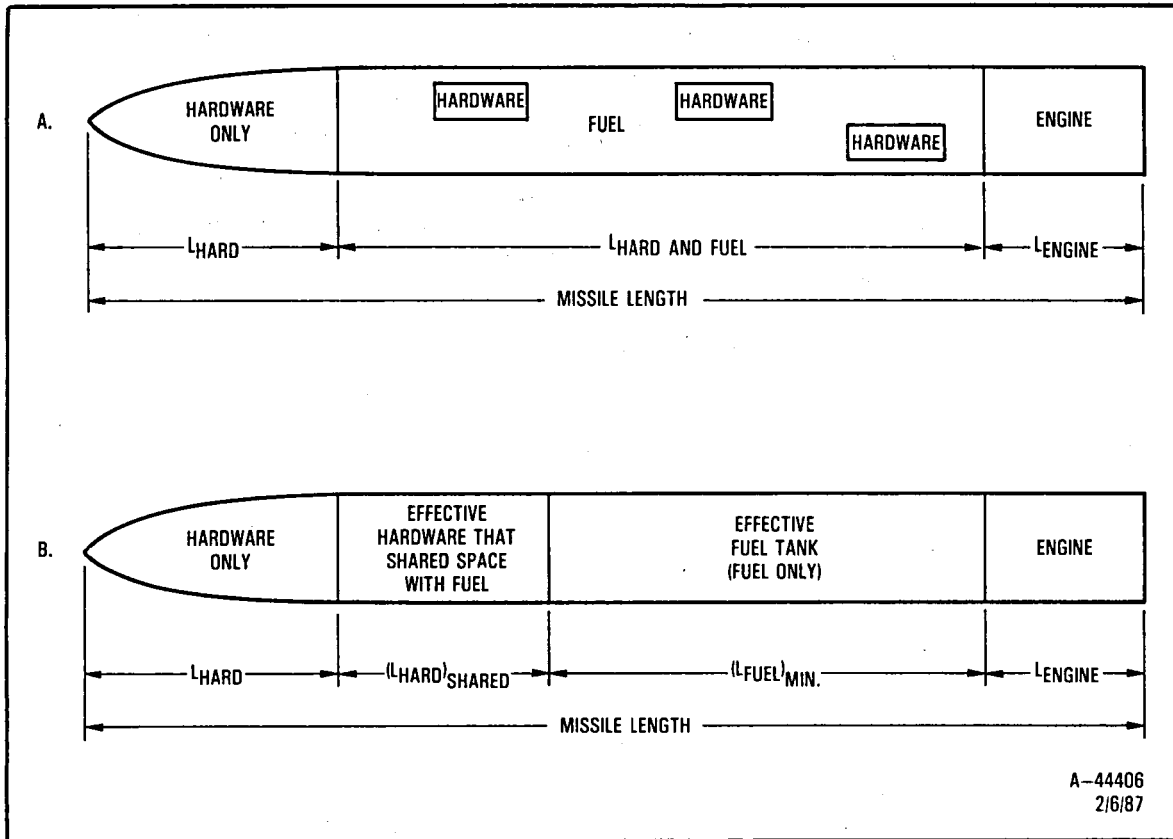 A.
HARDWARE
ONLY
HARDWARE
FUEL
HARDWARE
HARDWARE
ENGINE
LHARD
LHARD AND FUEL
LENGINE
MISSILE LENGTH
B.
HARDWARE
ONLY
EFFECTIVE
HARDWARE THAT
SHARED SPACE
WITH FUEL
EFFECTIVE
FUEL TANK
(FUEL ONLY)
ENGINE
LHARD
(LHARD)SHARED
(LFUEL)MIN.
LENGINE
MISSILE LENGTH
A-44406
2/6/87